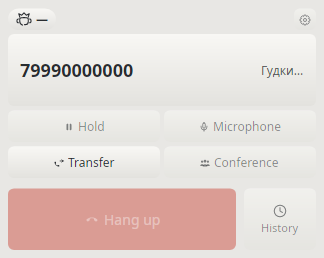 79990000000 Гудки...
Hold Microphone
Transfer Conference
Hang up History